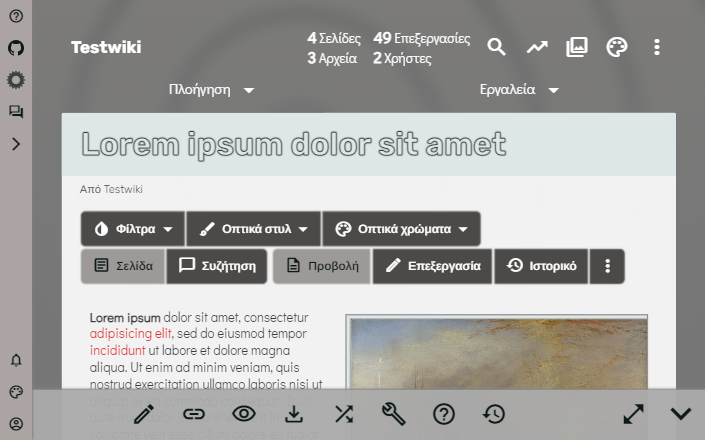 Testwiki
4 Σελίδες 49 Επεξεργασίες
3 Αρχεία 2 Χρήστες
Πλοήγηση Εργαλεία
Lorem ipsum dolor sit amet
Από Testwiki
Φίλτρα Οπτικά στυλ Οπτικά χρώματα
Σελίδα Συζήτηση Προβολή Επεξεργασία Ιστορικό
Lorem ipsum dolor sit amet, consectetur
adipisicing elit, sed do eiusmod tempor
incididunt ut labore et dolore magna
aliqua. Ut enim ad minim veniam, quis
nostrud exercitation ullamco laboris nisi ut